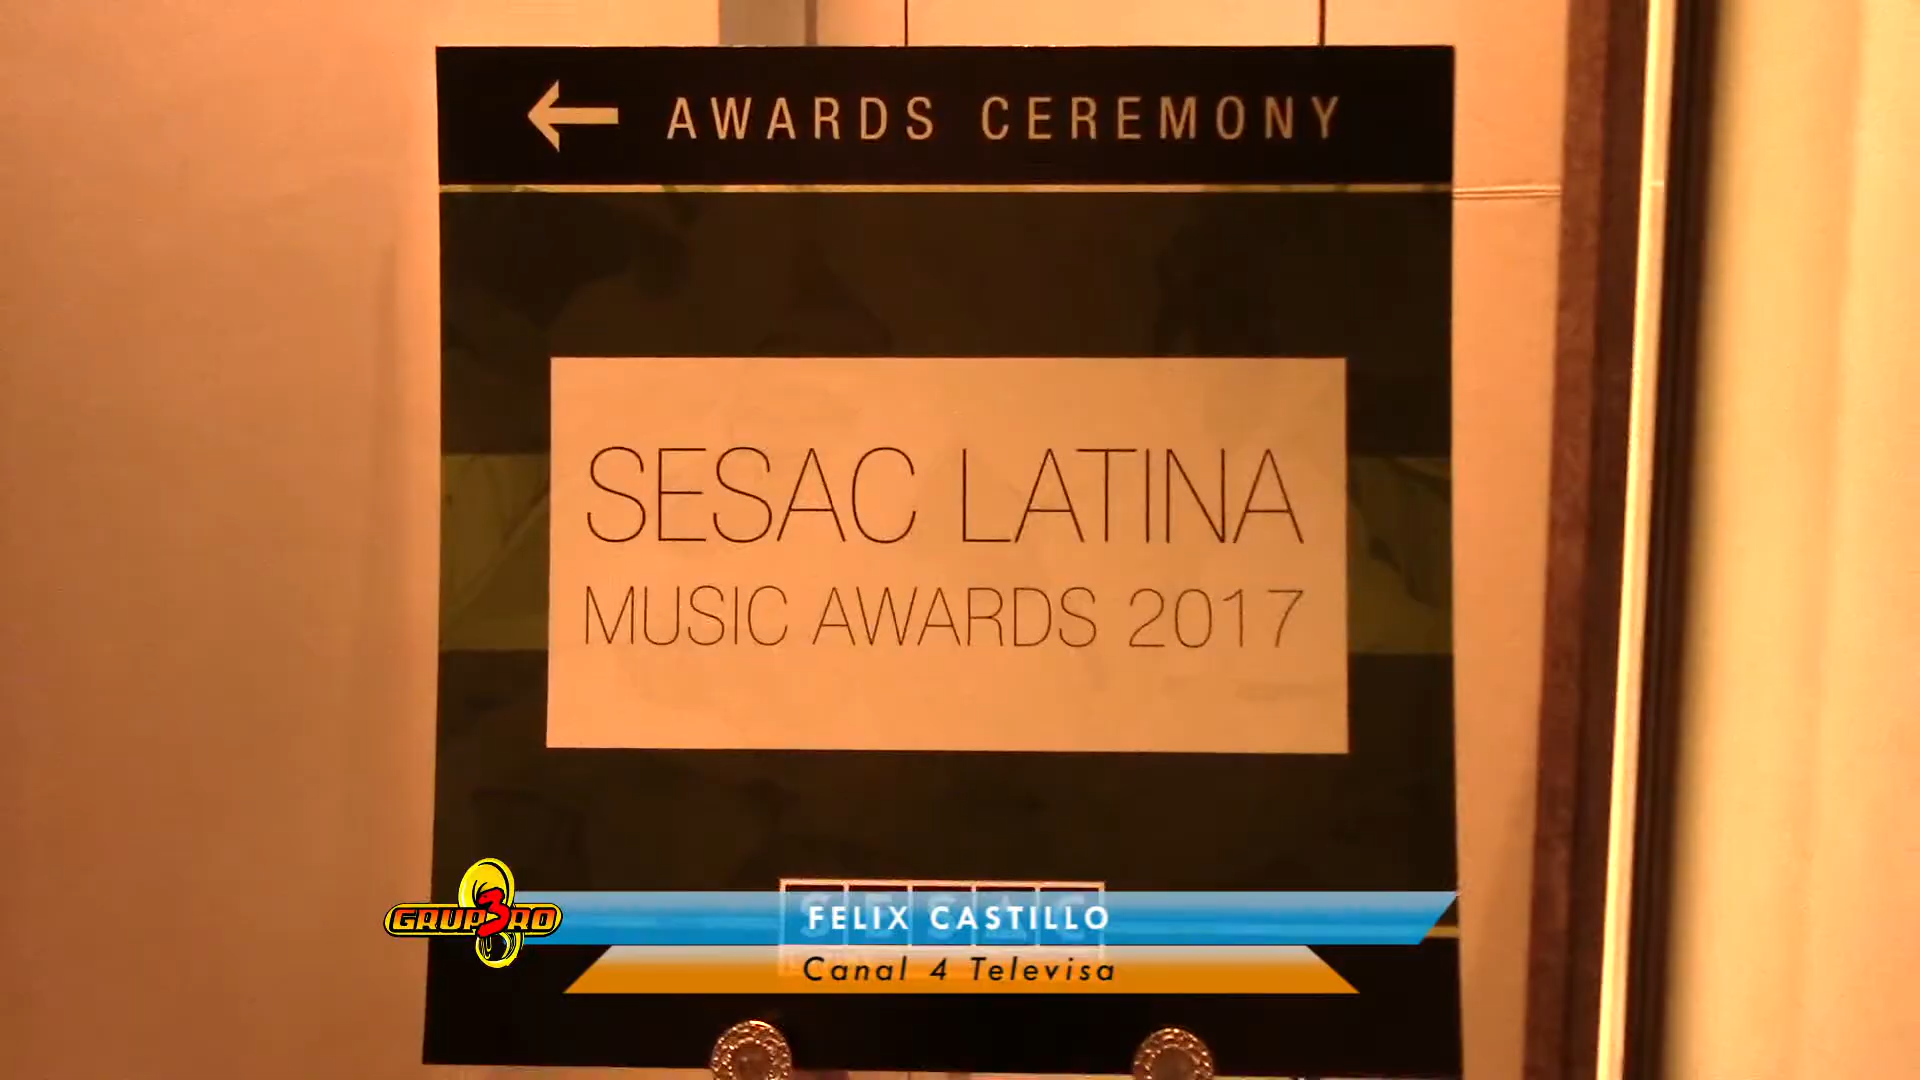 ← AWARDS CEREMONY
SESAC LATINA
MUSIC AWARDS 2017
GRUP3RO
FELIX CASTILLO
Canal 4 Televisa